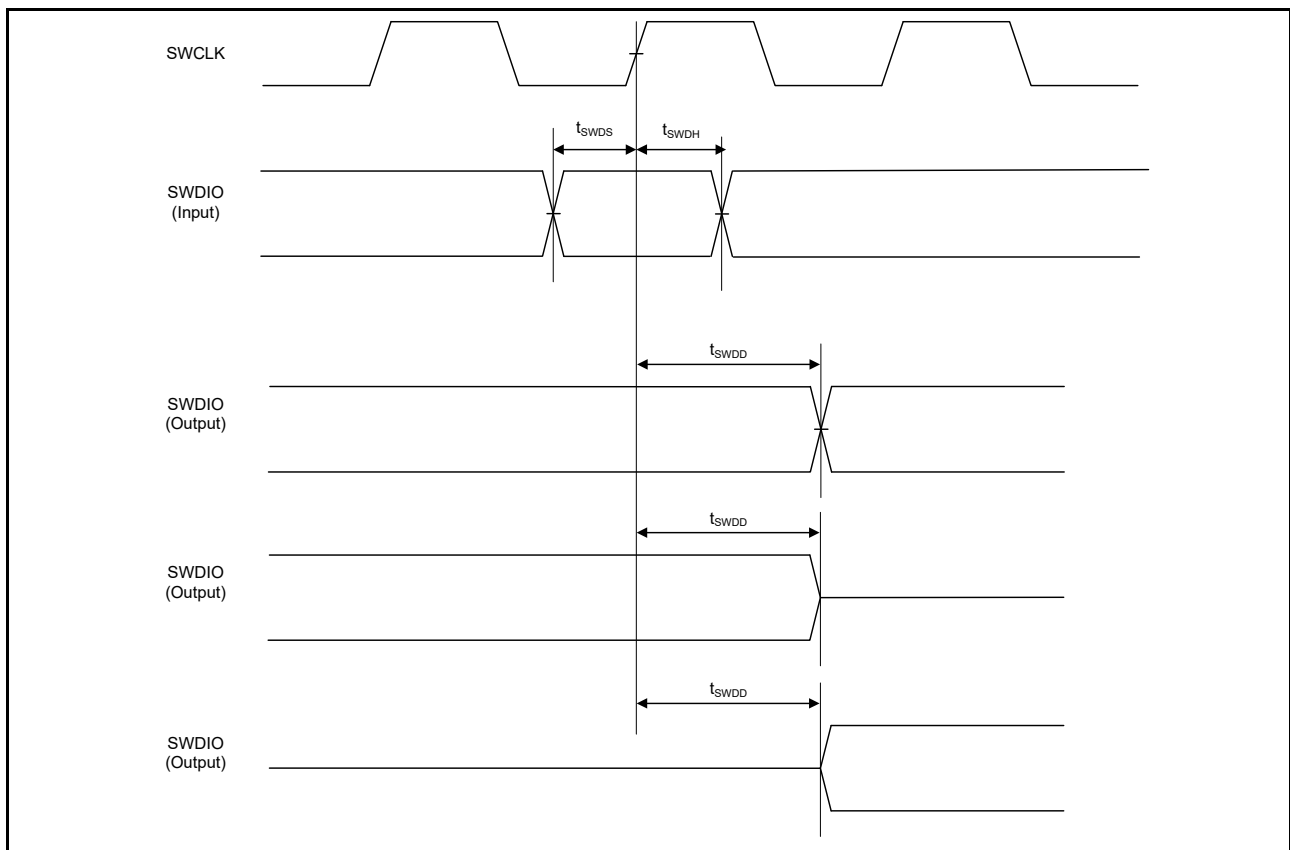 SWCLK
tSWDS
tSWDH
SWDIO
(Input)
tSWDD
SWDIO
(Output)
tSWDD
SWDIO
(Output)
tSWDD
SWDIO
(Output)